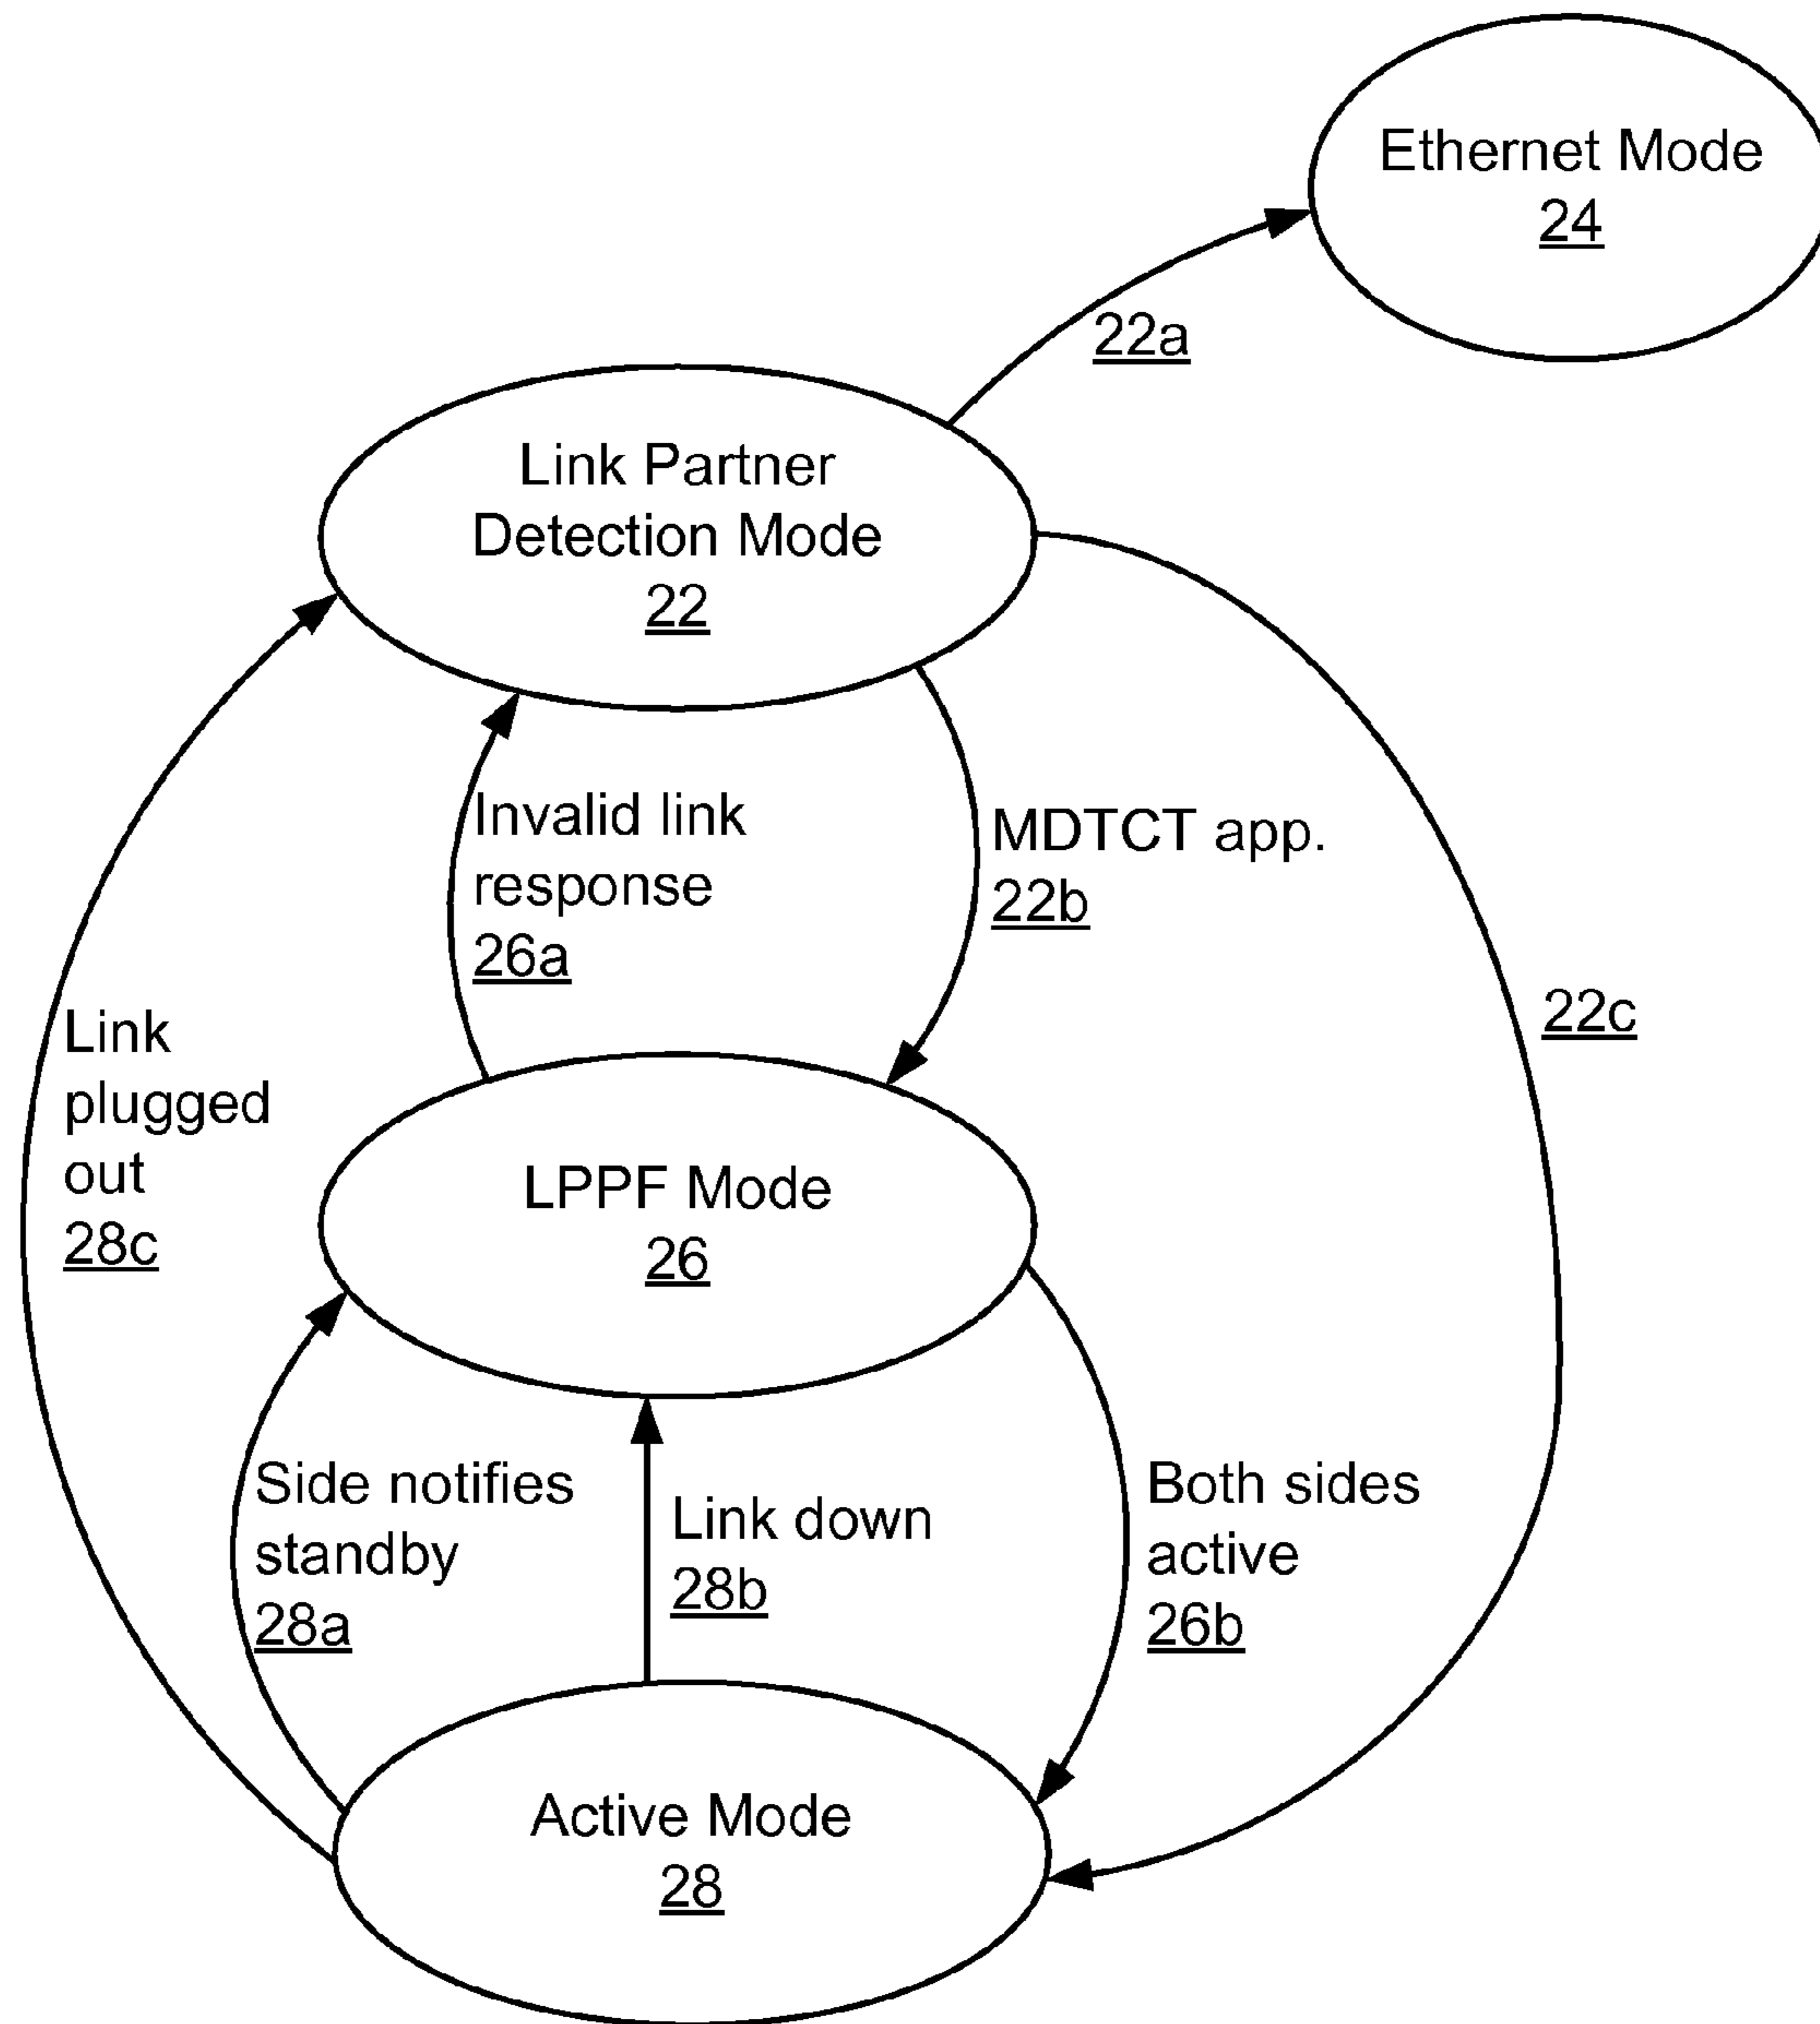 Ethernet Mode
24
22a
Link Partner
Detection Mode
22
Invalid link
response
26a
MDTCT app.
22b
22c
Link
plugged
out
28c
LPPF Mode
26
Side notifies
standby
28a
Link down
28b
Both sides
active
26b
Active Mode
28